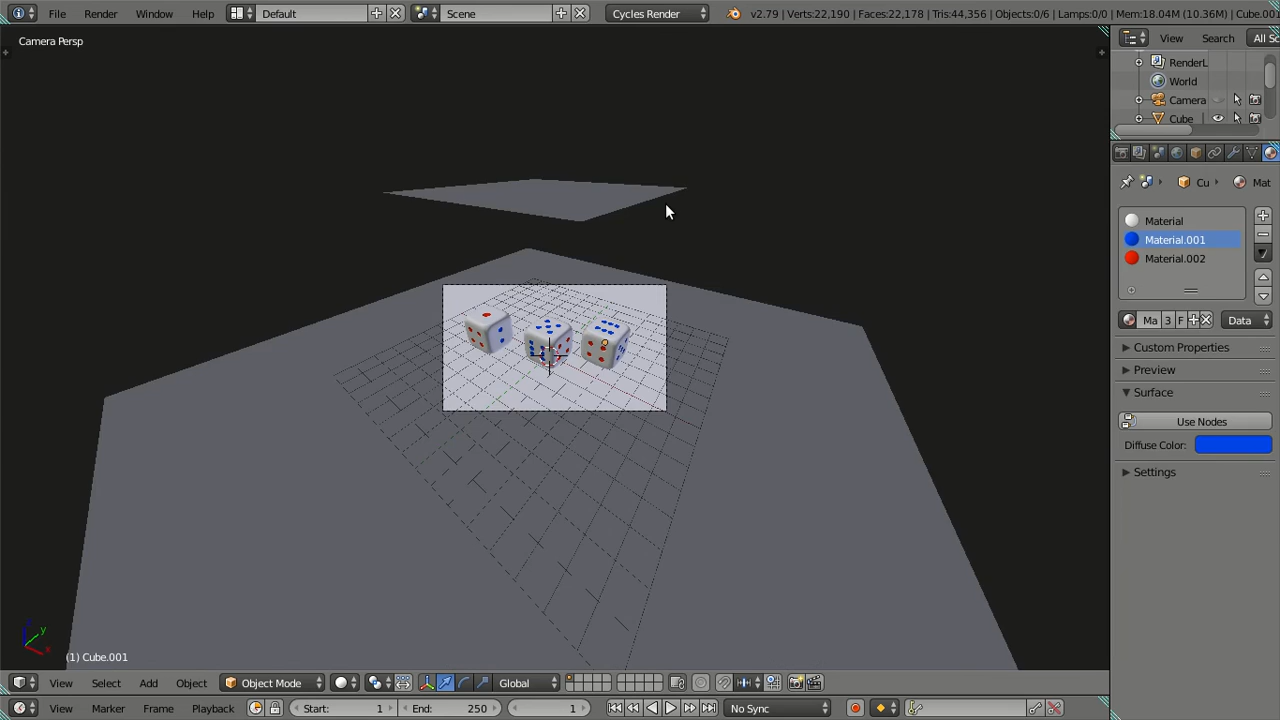 File Render Window Help Default Scene Cycles Render v2.79 | Verts:22,190 | Faces:22,178 | Tris:44,356 | Objects:0/6 | Lamps:0/0 | Mem:18.04M (10.36M) | Cube.001
Camera Persp
View Search All Sc
RenderL
World
Camera
Cube
Cu Mat
Material
Material.001
Material.002
Ma 3 F Data
Custom Properties
Preview
Surface
Use Nodes
Diffuse Color:
Settings
(1) Cube.001
View Select Add Object Object Mode Global
View Marker Frame Playback Start: 1 End: 250 1 No Sync